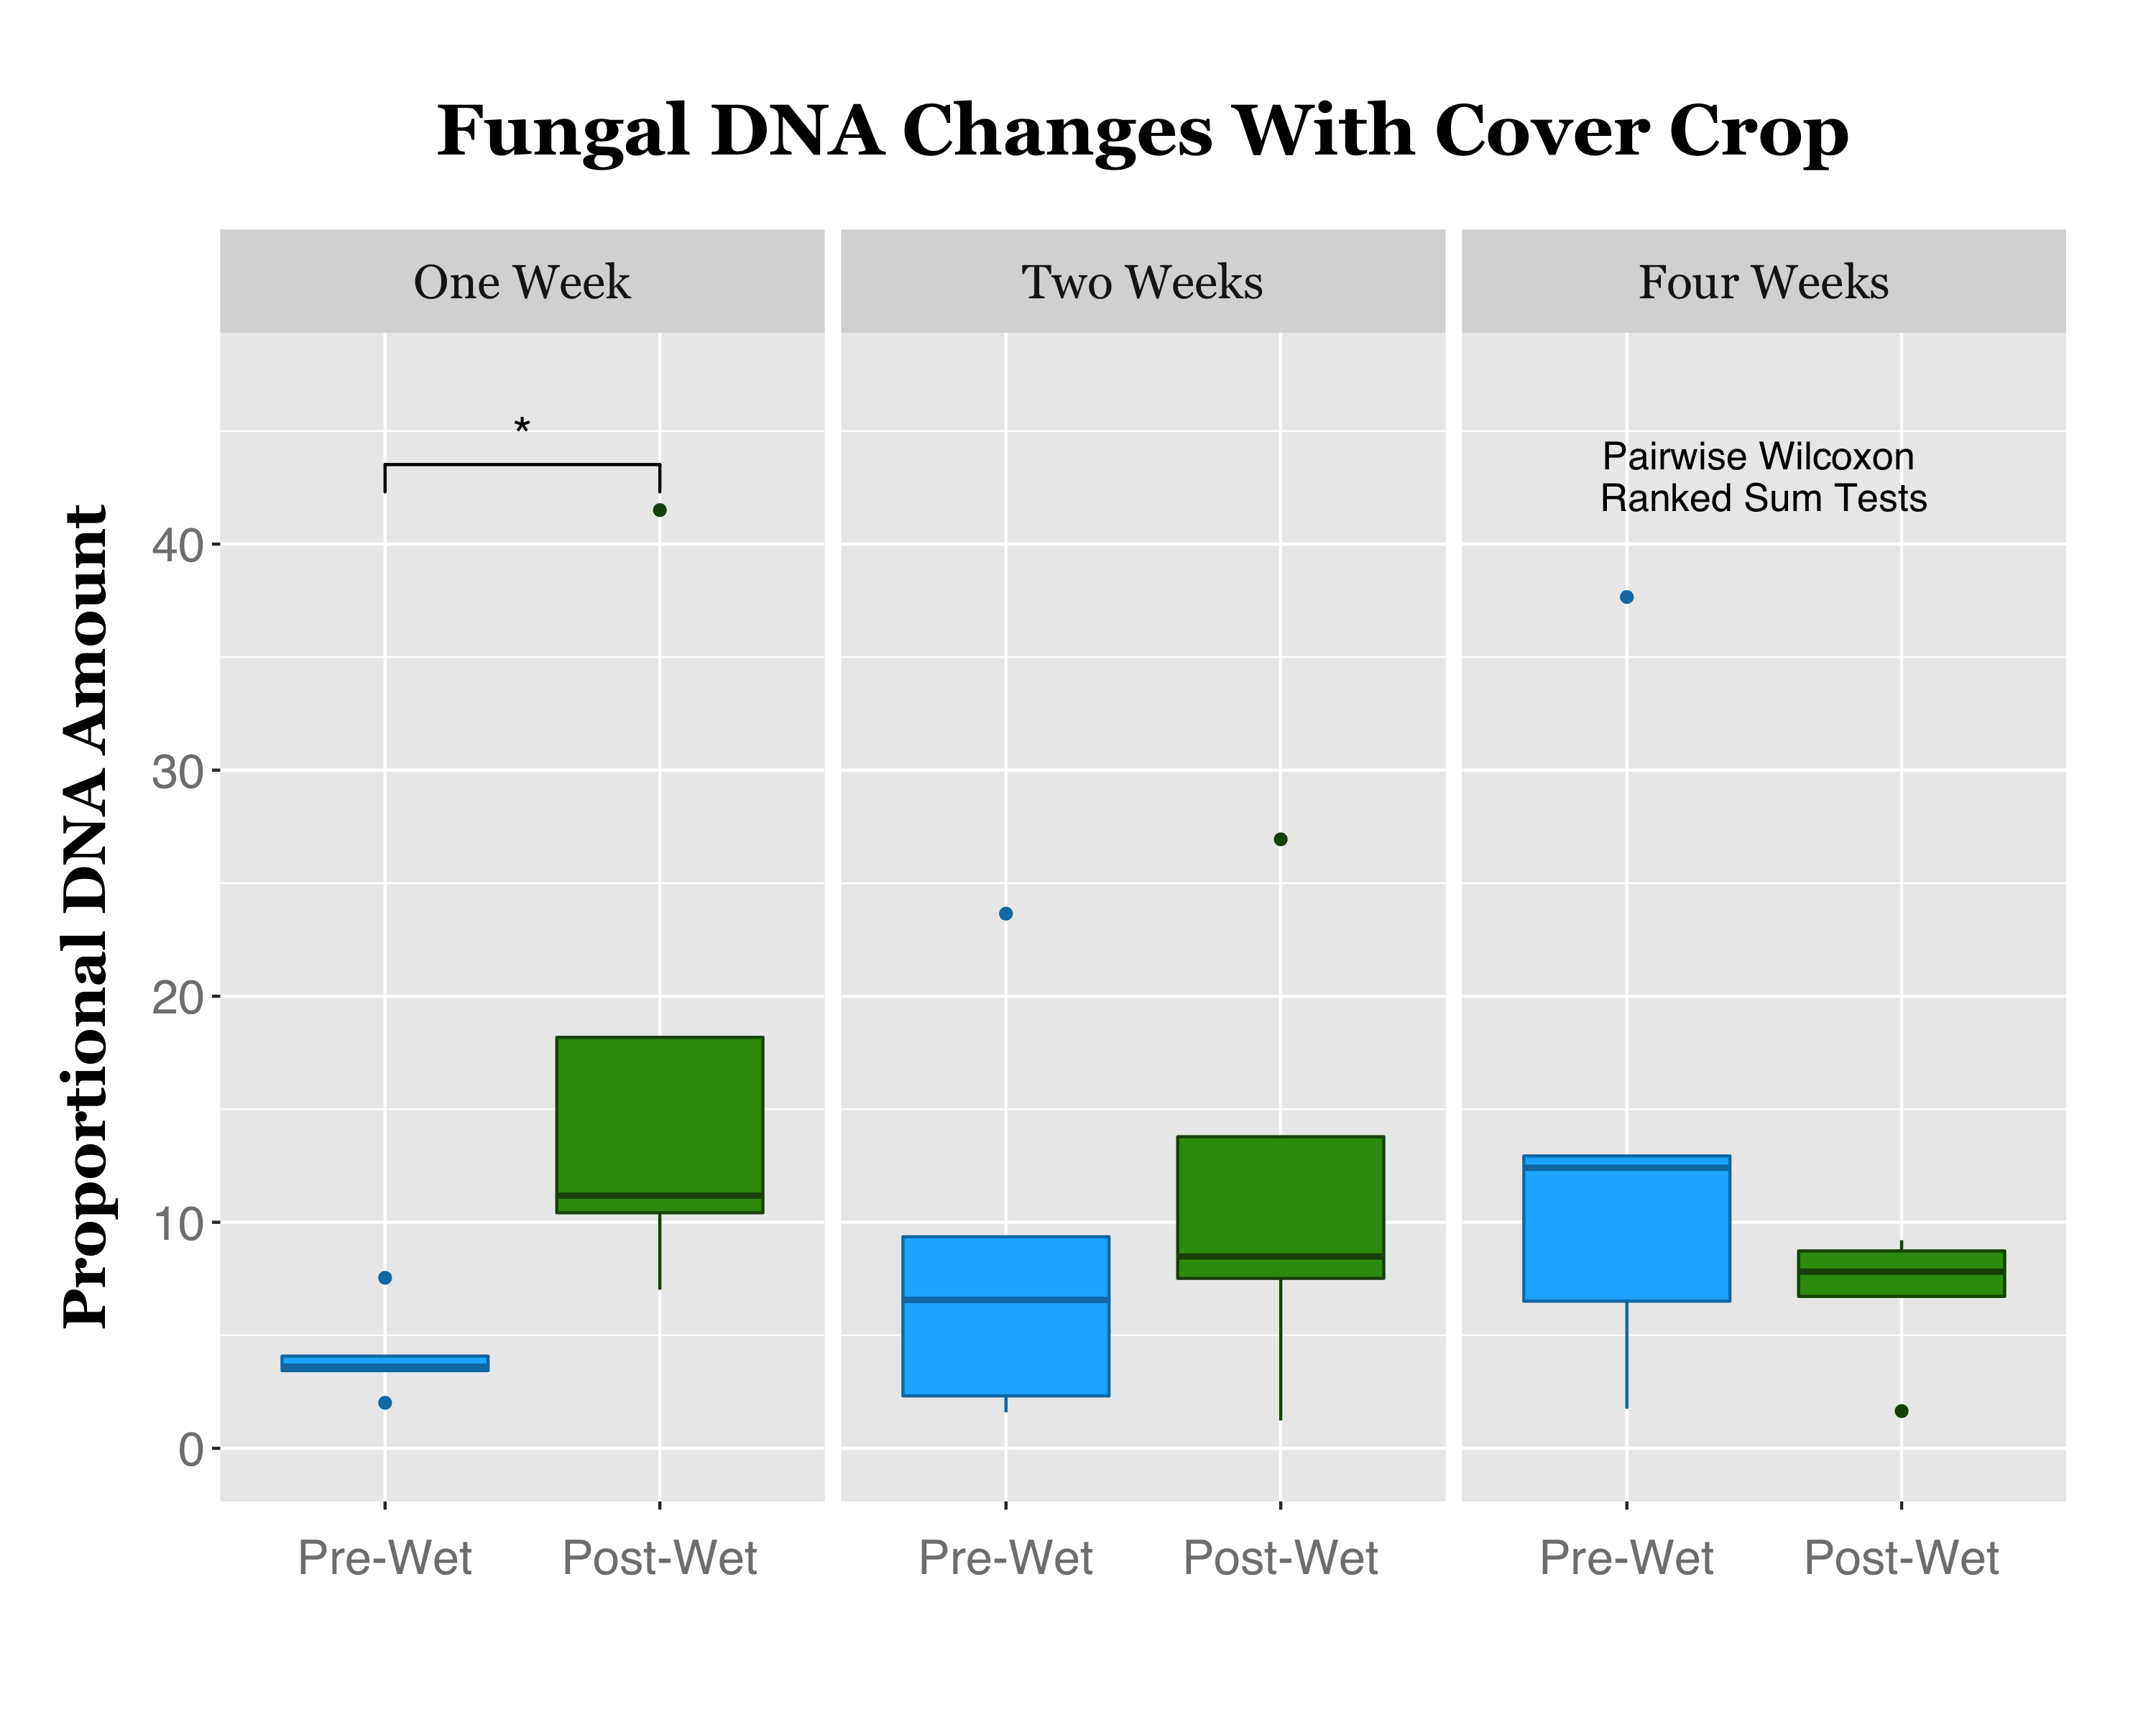 Fungal DNA Changes With Cover Crop
One Week
Two Weeks
Four Weeks
*
Pairwise Wilcoxon
Ranked Sum Tests
Proportional DNA Amount
40
30
20
10
0
Pre-Wet
Post-Wet
Pre-Wet
Post-Wet
Pre-Wet
Post-Wet